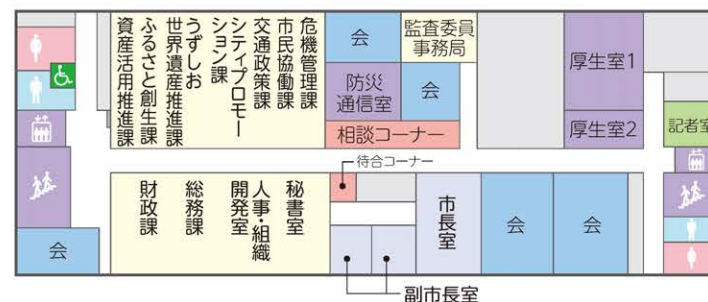 危機管理課
市民協働課
交通政策課
シティプロモー
ション課
うずしお
世界遺産推進課
ふるさと創生課
資産活用推進課
会
監査委員
事務局
防災
通信室
会
相談コーナー
厚生室1
厚生室2
記者室
待合コーナー
秘書室
人事・組織
開発室
総務課
財政課
市長室
会
会
会
副市長室